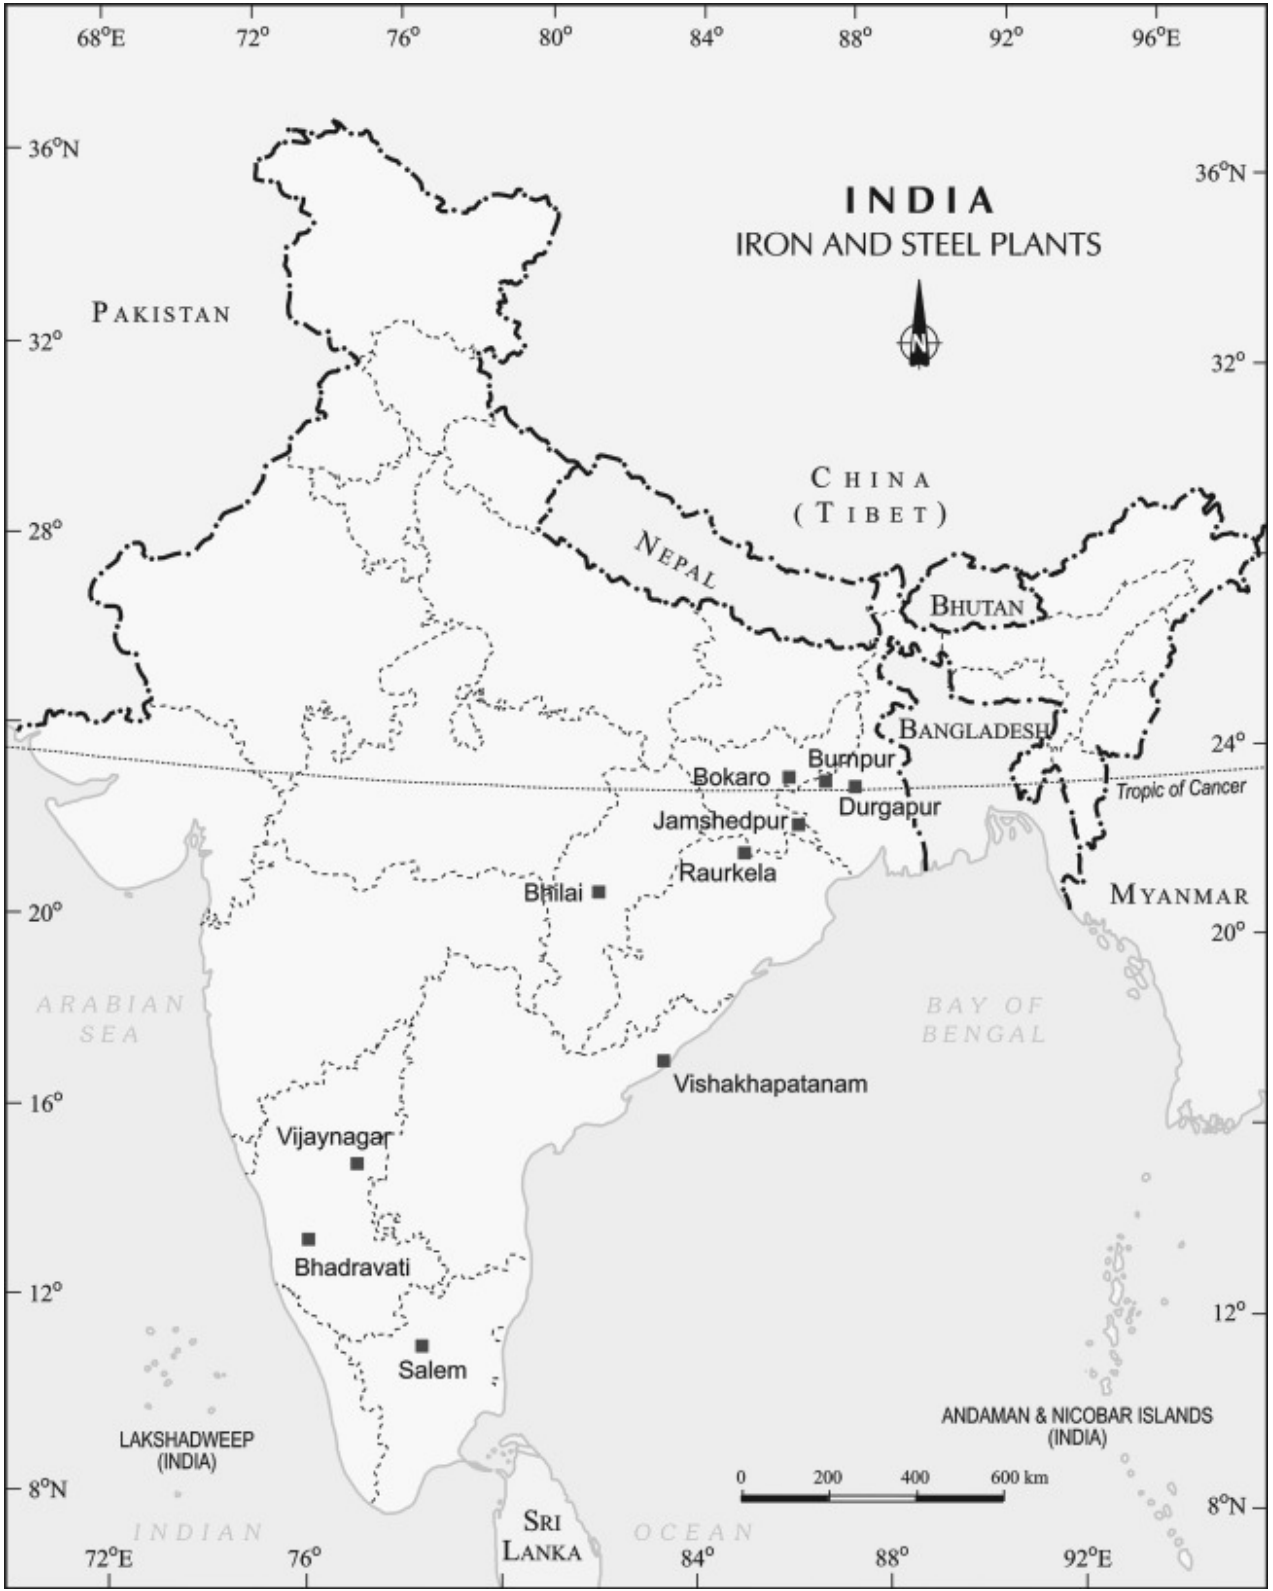 68°E 72° 76° 80° 84° 88° 92° 96°E
36°N
36°N
INDIA
IRON AND STEEL PLANTS
N
PAKISTAN
32°
32°
CHINA
(TIBET)
28°
NEPAL
BHUTAN
BANGLADESH
24°
Burnpur
Bokaro
Tropic of Cancer
Durgapur
Jamshedpur
Raurkela
Bhilai
MYANMAR
20°
20°
ARABIAN
SEA
BAY OF
BENGAL
Vishakhapatanam
16°
Vijaynagar
Bhadravati
12°
12°
Salem
ANDAMAN & NICOBAR ISLANDS
(INDIA)
LAKSHADWEEP
(INDIA)
0 200 400 600 km
8°N
8°N
SRI
LANKA
INDIAN OCEAN
72°E 76° 84° 88° 92°E